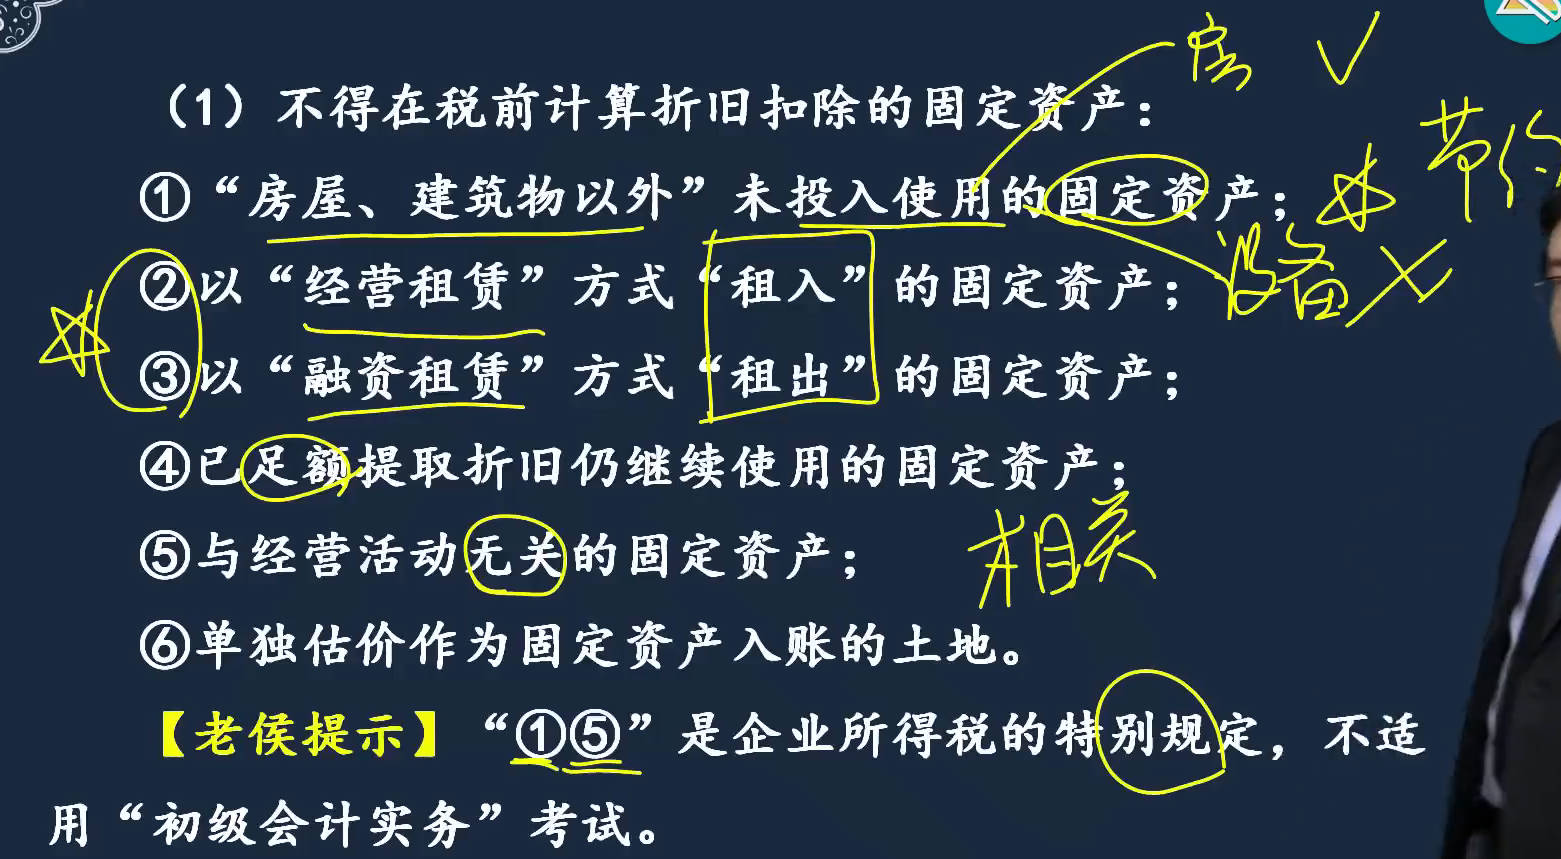 （1）不得在税前计算折旧扣除的固定资产：
房
①“房屋、建筑物以外”未投入使用的固定资产；
设备
②以“经营租赁”方式“租入”的固定资产；
③以“融资租赁”方式“租出”的固定资产；
④已足额提取折旧仍继续使用的固定资产；
⑤与经营活动无关的固定资产；
相关
⑥单独估价作为固定资产入账的土地。
【老侯提示】“①⑤”是企业所得税的特别规定，不适
用“初级会计实务”考试。